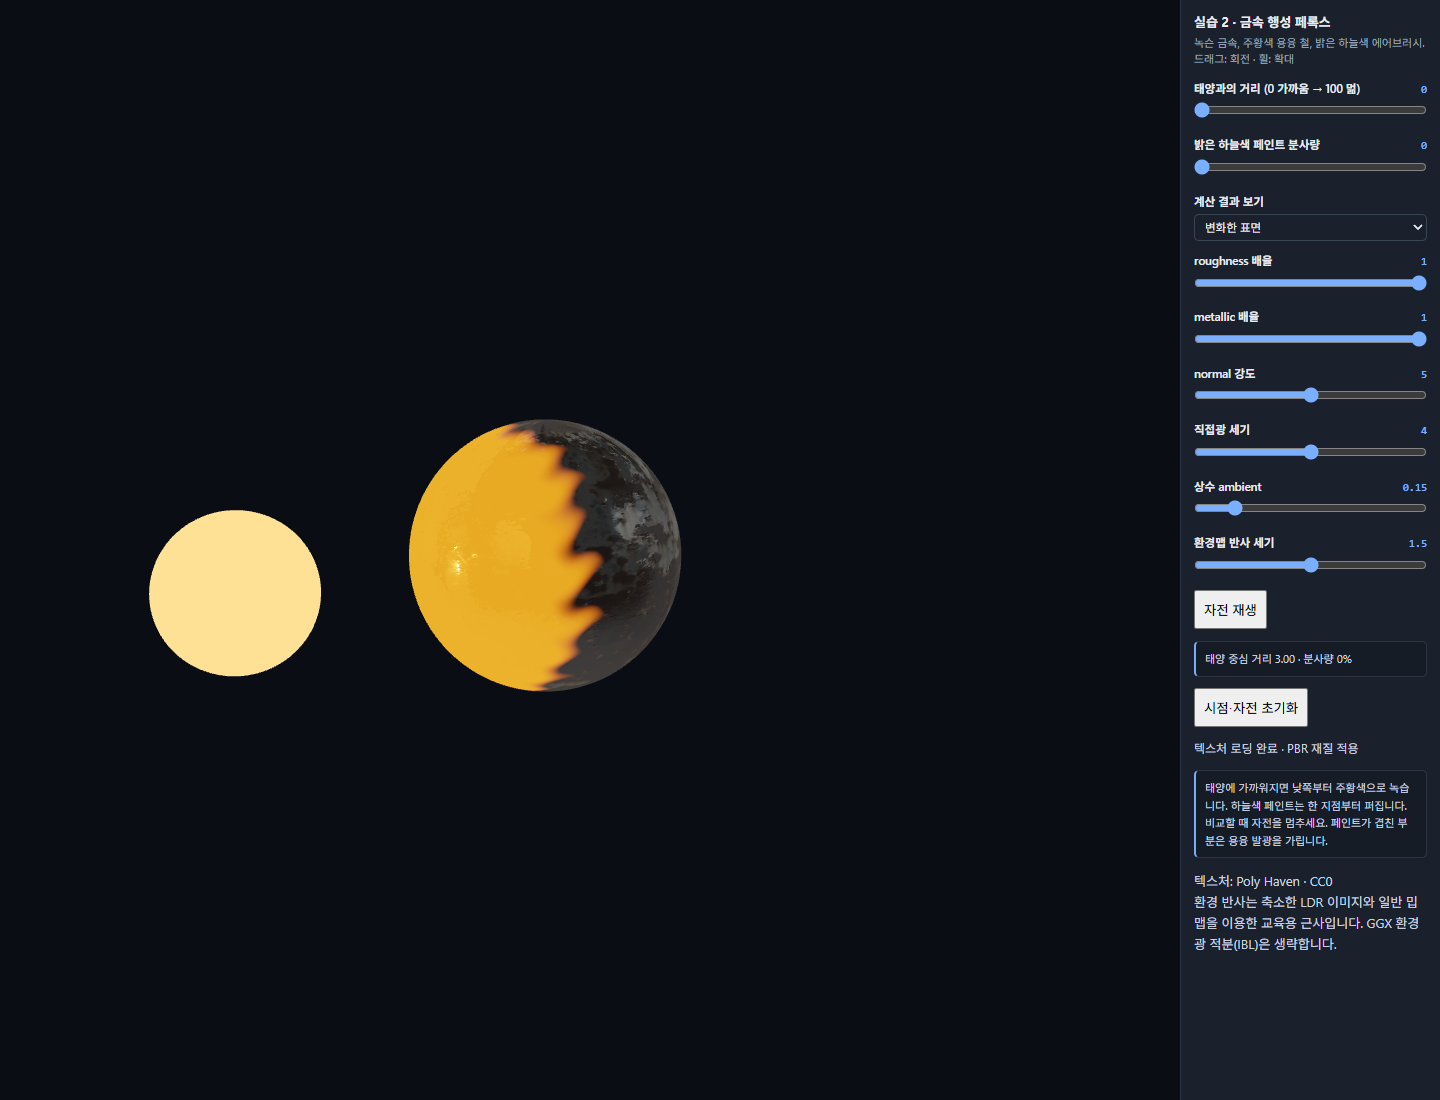 실습 2 - 금속 행성 페록스
녹슨 금속, 주황색 용융 철, 밝은 하늘색 에어브러시.
드래그: 회전 · 휠: 확대
태양과의 거리 (0 가까움 → 100 멂) 0
밝은 하늘색 페인트 분사량 0
계산 결과 보기
변화한 표면
roughness 배율 1
metallic 배율 1
normal 강도 5
직접광 세기 4
상수 ambient 0.15
환경맵 반사 세기 1.5
자전 재생
태양 중심 거리 3.00 · 분사량 0%
시점·자전 초기화
텍스처 로딩 완료 · PBR 재질 적용
태양에 가까워지면 낮쪽부터 주황색으로 녹습
니다. 하늘색 페인트는 한 지점부터 퍼집니다.
비교할 때 자전을 멈추세요. 페인트가 겹친 부
분은 용융 발광을 가립니다.
텍스처: Poly Haven · CC0
환경 반사는 축소한 LDR 이미지와 일반 밉
맵을 이용한 교육용 근사입니다. GGX 환경
광 적분(IBL)은 생략합니다.